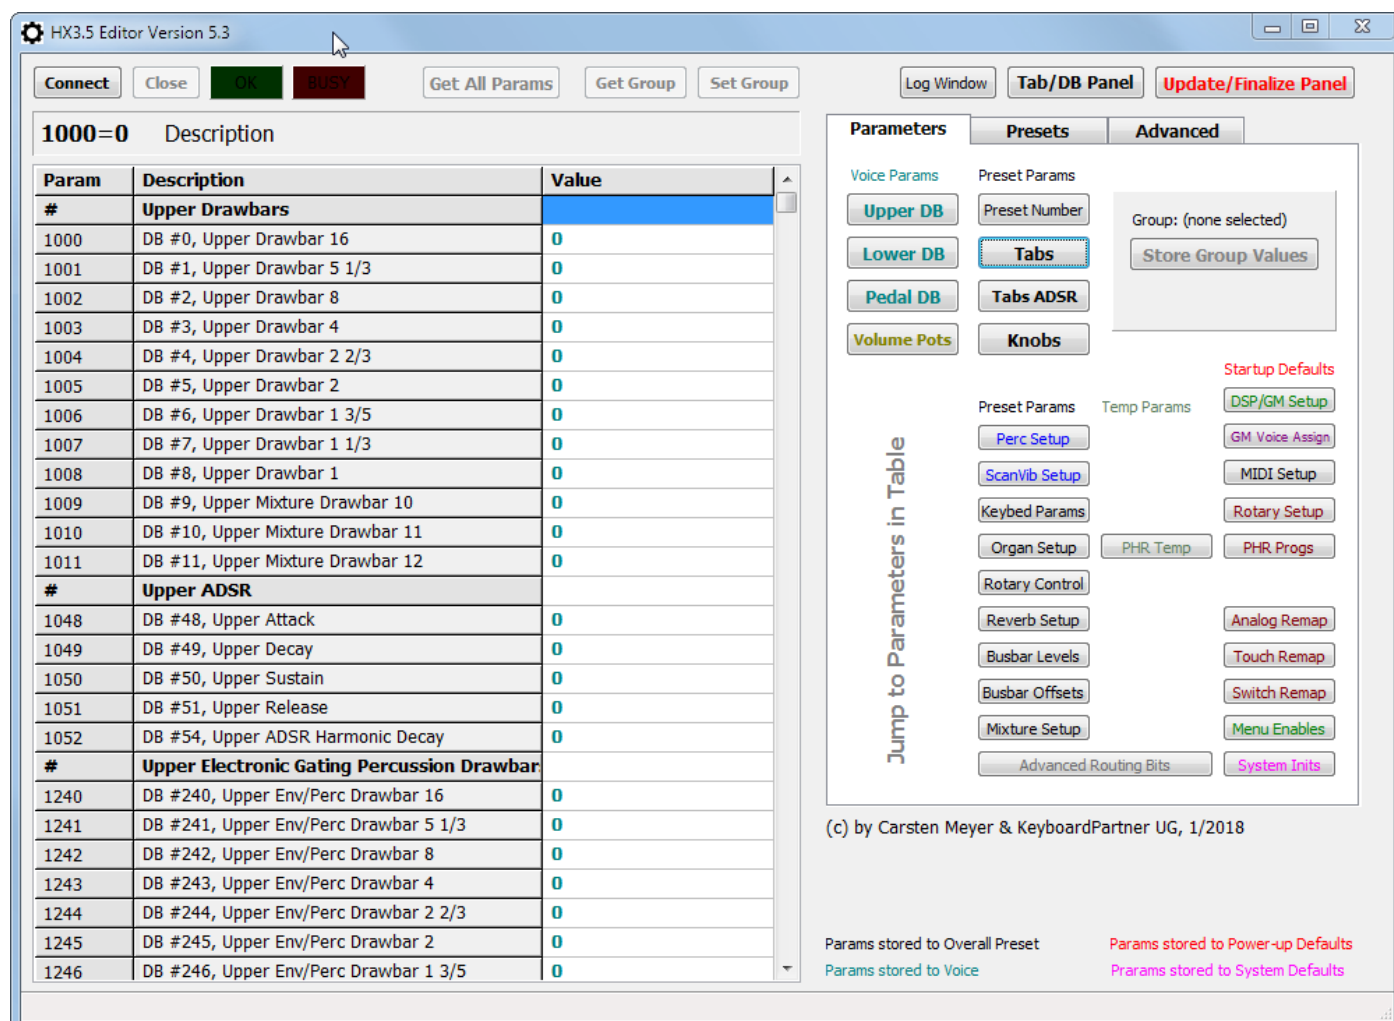 HX3.5 Editor Version 5.3
Connect Close OK BUSY Get All Params Get Group Set Group Log Window Tab/DB Panel Update/Finalize Panel
1000=0 Description
Param Description Value
# Upper Drawbars
1000 DB #0, Upper Drawbar 16 0
1001 DB #1, Upper Drawbar 5 1/3 0
1002 DB #2, Upper Drawbar 8 0
1003 DB #3, Upper Drawbar 4 0
1004 DB #4, Upper Drawbar 2 2/3 0
1005 DB #5, Upper Drawbar 2 0
1006 DB #6, Upper Drawbar 1 3/5 0
1007 DB #7, Upper Drawbar 1 1/3 0
1008 DB #8, Upper Drawbar 1 0
1009 DB #9, Upper Mixture Drawbar 10 0
1010 DB #10, Upper Mixture Drawbar 11 0
1011 DB #11, Upper Mixture Drawbar 12 0
# Upper ADSR
1048 DB #48, Upper Attack 0
1049 DB #49, Upper Decay 0
1050 DB #50, Upper Sustain 0
1051 DB #51, Upper Release 0
1052 DB #54, Upper ADSR Harmonic Decay 0
# Upper Electronic Gating Percussion Drawbar
1240 DB #240, Upper Env/Perc Drawbar 16 0
1241 DB #241, Upper Env/Perc Drawbar 5 1/3 0
1242 DB #242, Upper Env/Perc Drawbar 8 0
1243 DB #243, Upper Env/Perc Drawbar 4 0
1244 DB #244, Upper Env/Perc Drawbar 2 2/3 0
1245 DB #245, Upper Env/Perc Drawbar 2 0
1246 DB #246, Upper Env/Perc Drawbar 1 3/5 0
Parameters Presets Advanced
Voice Params Preset Params
Upper DB Preset Number Group: (none selected)
Lower DB Tabs Store Group Values
Pedal DB Tabs ADSR
Volume Pots Knobs
Startup Defaults
Preset Params Temp Params DSP/GM Setup
Perc Setup GM Voice Assign
ScanVib Setup MIDI Setup
Keybed Params Rotary Setup
Organ Setup PHR Temp PHR Progs
Rotary Control
Reverb Setup Analog Remap
Busbar Levels Touch Remap
Busbar Offsets Switch Remap
Mixture Setup Menu Enables
Advanced Routing Bits System Inits
Jump to Parameters in Table
(c) by Carsten Meyer & KeyboardPartner UG, 1/2018
Params stored to Overall Preset Params stored to Power-up Defaults
Params stored to Voice Prarams stored to System Defaults